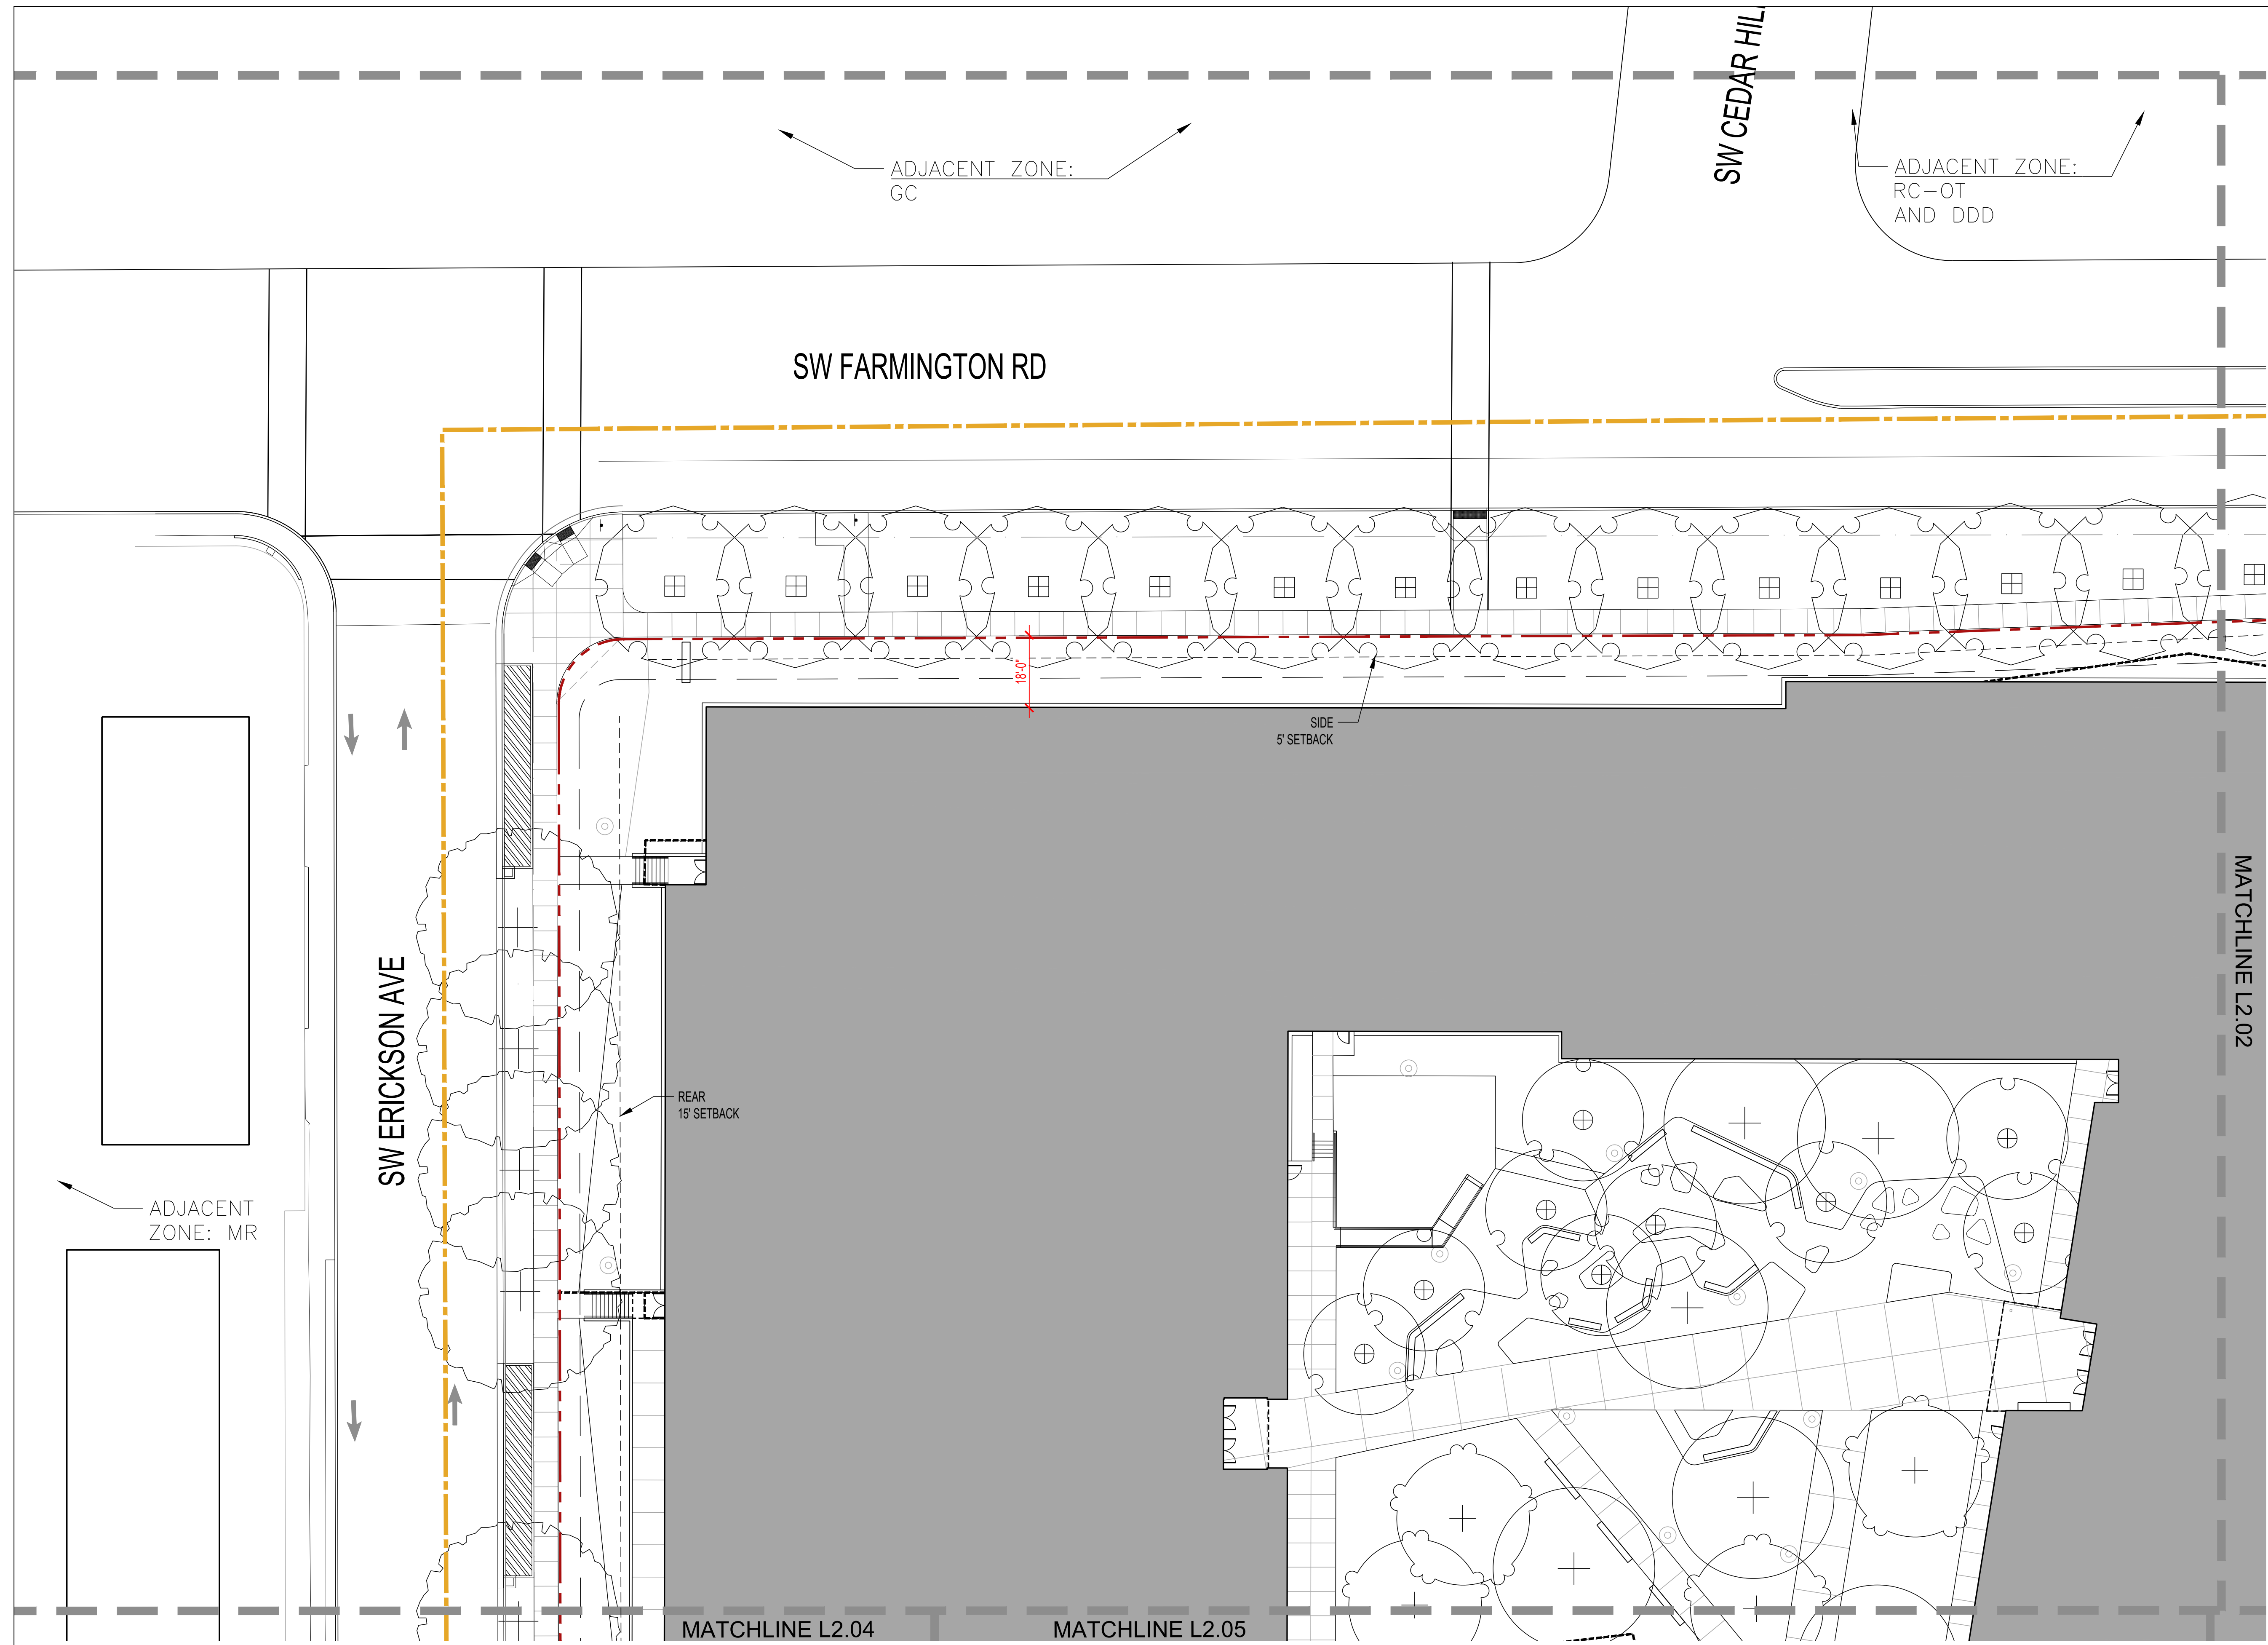 SW CEDAR HIL
ADJACENT ZONE:
GC
ADJACENT ZONE:
RC-OT
AND DDD
SW FARMINGTON RD
18'-0"
SIDE
5' SETBACK
MATCHLINE L2.02
SW ERICKSON AVE
REAR
15' SETBACK
ADJACENT
ZONE: MR
MATCHLINE L2.04
MATCHLINE L2.05